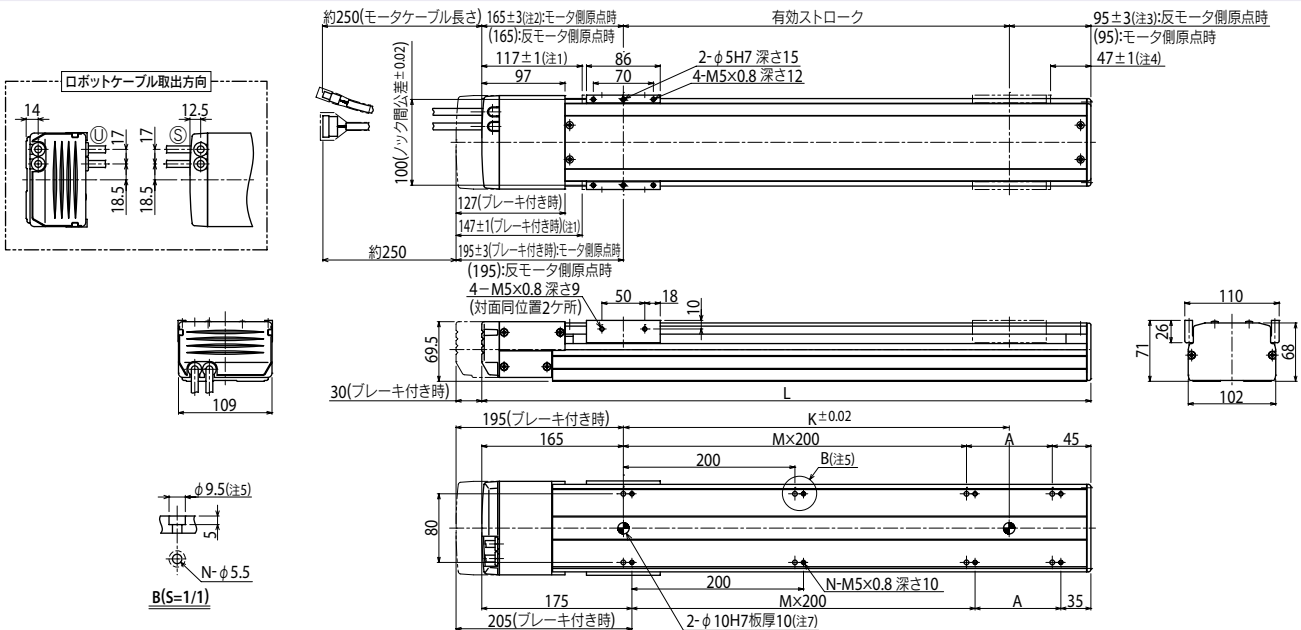 約250(モータケーブル長さ)
165±3(注2):モータ側原点時
(165):反モータ側原点時
有効ストローク
95±3(注3):反モータ側原点時
(95):モータ側原点時
117±1(注1)
86
2-φ5H7 深さ15
47±1(注4)
97
70
4-M5×0.8 深さ12
ロボットケーブル取出方向
14
12.5
Ⓤ
17
17
Ⓢ
18.5
18.5
100(ノック間公差±0.02)
127(ブレーキ付き時)
147±1(ブレーキ付き時)(注1)
約250
195±3(ブレーキ付き時):モータ側原点時
(195):反モータ側原点時
4-M5×0.8 深さ9
(対面同位置2ケ所)
50
18
10
110
26
71
68
102
69.5
109
30(ブレーキ付き時)
L
195(ブレーキ付き時)
K±0.02
165
M×200
A
45
200
B(注5)
φ9.5(注5)
5
80
N-φ5.5
B(S=1/1)
200
N-M5×0.8 深さ10
175
M×200
A
35
205(ブレーキ付き時)
2-φ10H7板厚10(注7)